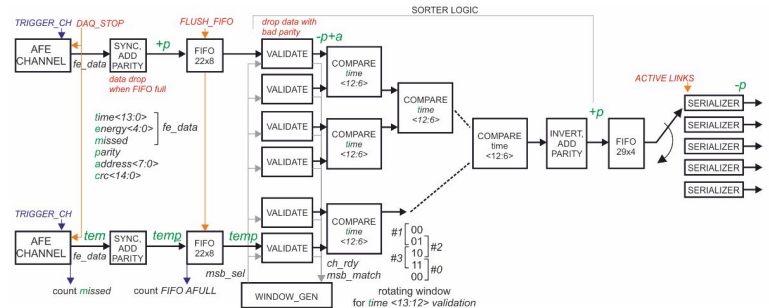 SORTER LOGIC
TRIGGER_CH
DAQ_STOP
FLUSH_FIFO
drop data with
bad parity
-p+a
AFE
CHANNEL
fe_data
SYNC,
ADD
PARITY
+p
FIFO
22x8
VALIDATE
COMPARE
time
<12:6>
data drop
when FIFO full
VALIDATE
COMPARE
time
<12:6>
ACTIVE LINKS
-p
+p
SERIALIZER
time<13:0>
energy<4:0>
missed
fe_data
parity
address<7:0>
crc<14:0>
VALIDATE
COMPARE
time
<12:6>
VALIDATE
COMPARE
time
<12:6>
INVERT,
ADD
PARITY
FIFO
29x4
SERIALIZER
SERIALIZER
SERIALIZER
SERIALIZER
TRIGGER_CH
VALIDATE
COMPARE
time
<12:6>
AFE
CHANNEL
tem
fe_data
SYNC,
ADD
PARITY
temp
FIFO
22x8
temp
VALIDATE
#1
00
01
#2
#3
10
11
#0
00
msb_sel
ch_rdy
msb_match
count missed
count FIFO AFULL
WINDOW_GEN
rotating window
for time <13:12> validation